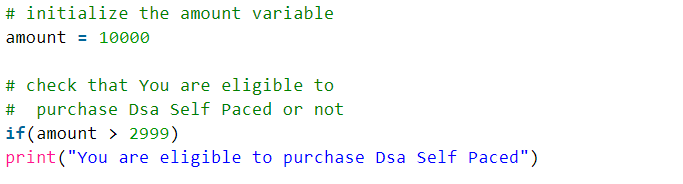 # initialize the amount variable
amount = 10000
# check that You are eligible to
#  purchase Dsa Self Paced or not
if(amount > 2999)
print("You are eligible to purchase Dsa Self Paced")